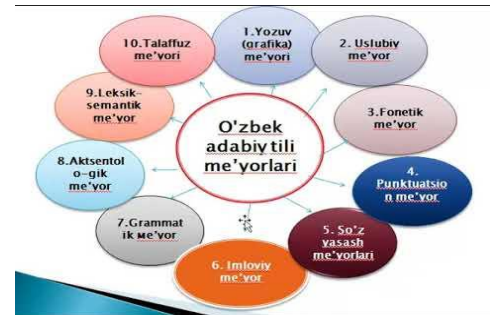 O'zbek
adabiy tili
me'yorlari
1.Yozuv
(grafika)
me'yori
2. Uslubiy
me'yor
3.Fonetik
me'yor
4.
Punktuatsio
n me'yor
5. So'z
yasash
me'yorlari
6. Imloviy
me'yor
7.Grammat
ik ме'yor
8.Aktsentol
o-gik
me'yor
9.Leksik-
semantik
me'yor
10.Talaffuz
me'yori